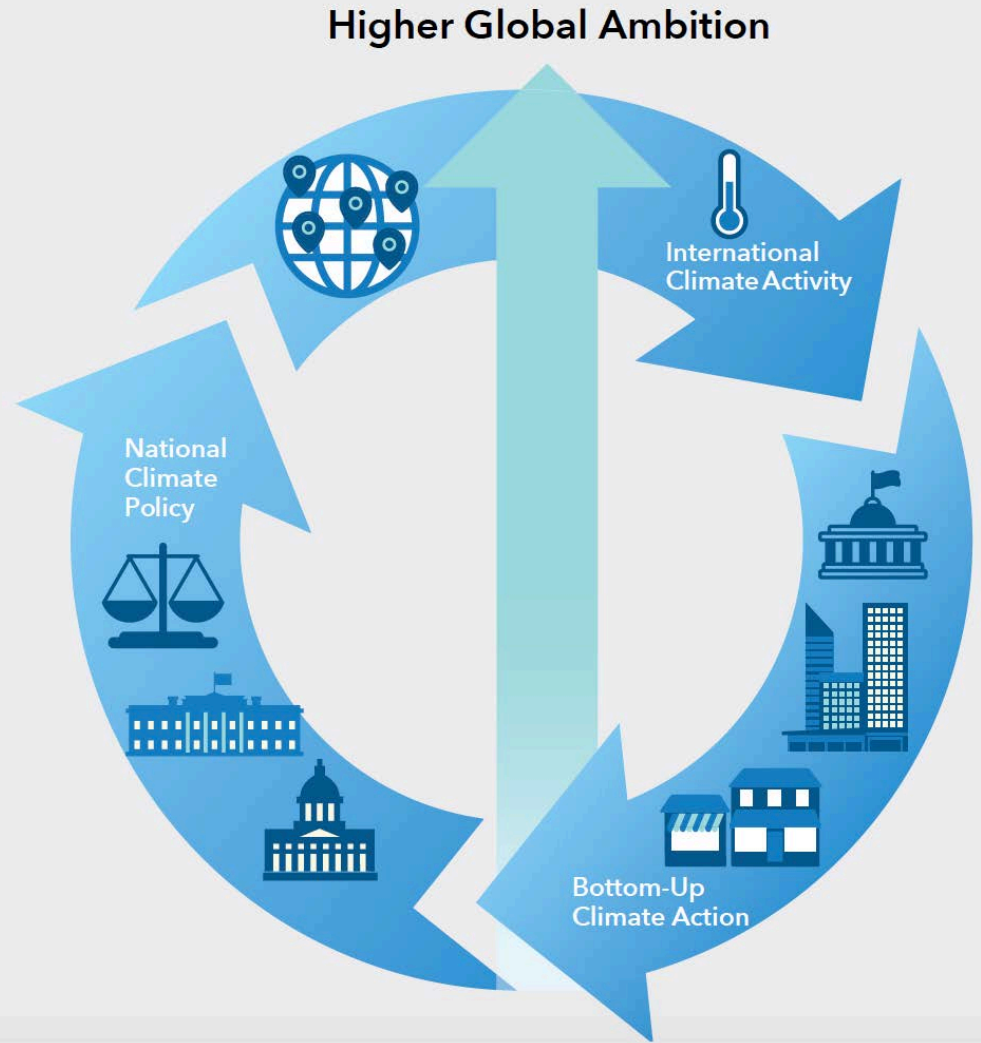 Higher Global Ambition
International
Climate Activity
National
Climate
Policy
Bottom-Up
Climate Action